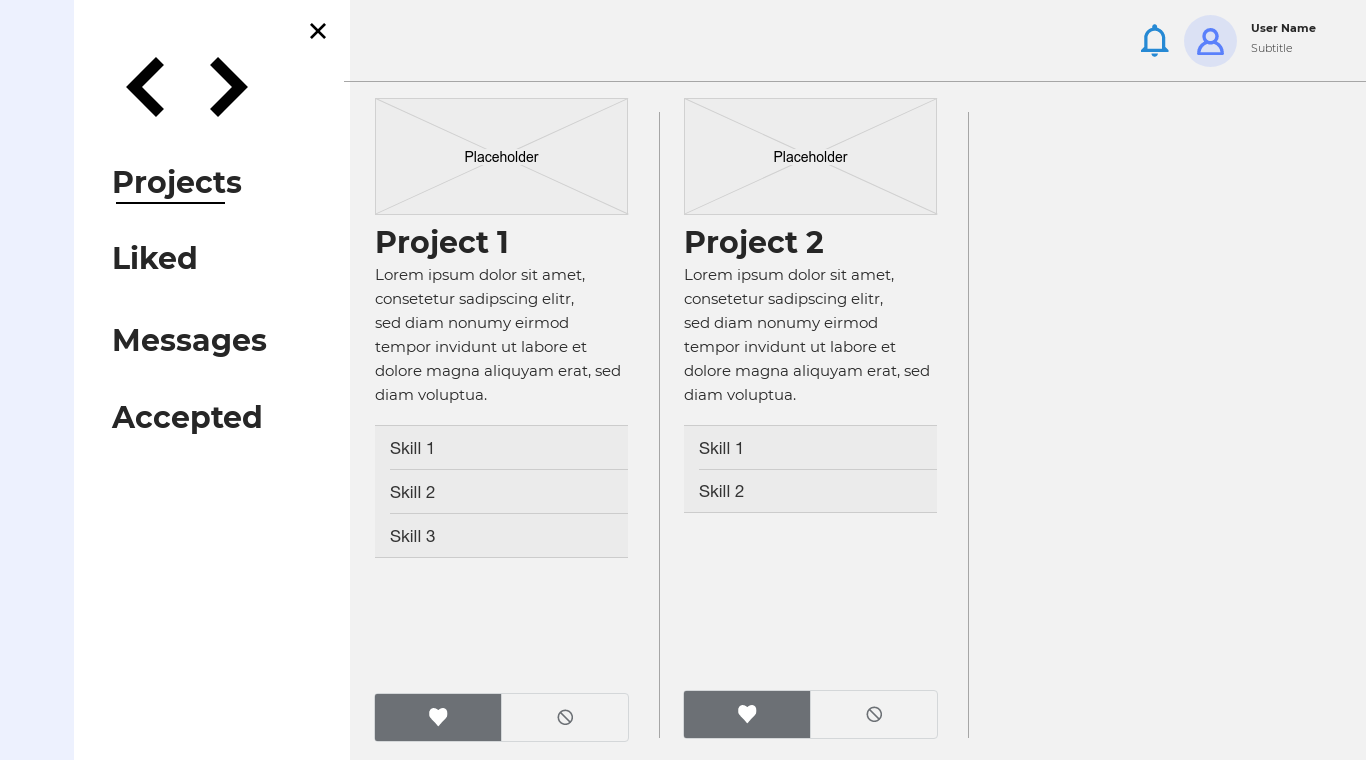 User Name
Subtitle
Projects
Liked
Messages
Accepted
Placeholder
Project 1
Lorem ipsum dolor sit amet,
consetetur sadipscing elitr,
sed diam nonumy eirmod
tempor invidunt ut labore et
dolore magna aliquyam erat, sed
diam voluptua.
Skill 1
Skill 2
Skill 3
Placeholder
Project 2
Lorem ipsum dolor sit amet,
consetetur sadipscing elitr,
sed diam nonumy eirmod
tempor invidunt ut labore et
dolore magna aliquyam erat, sed
diam voluptua.
Skill 1
Skill 2